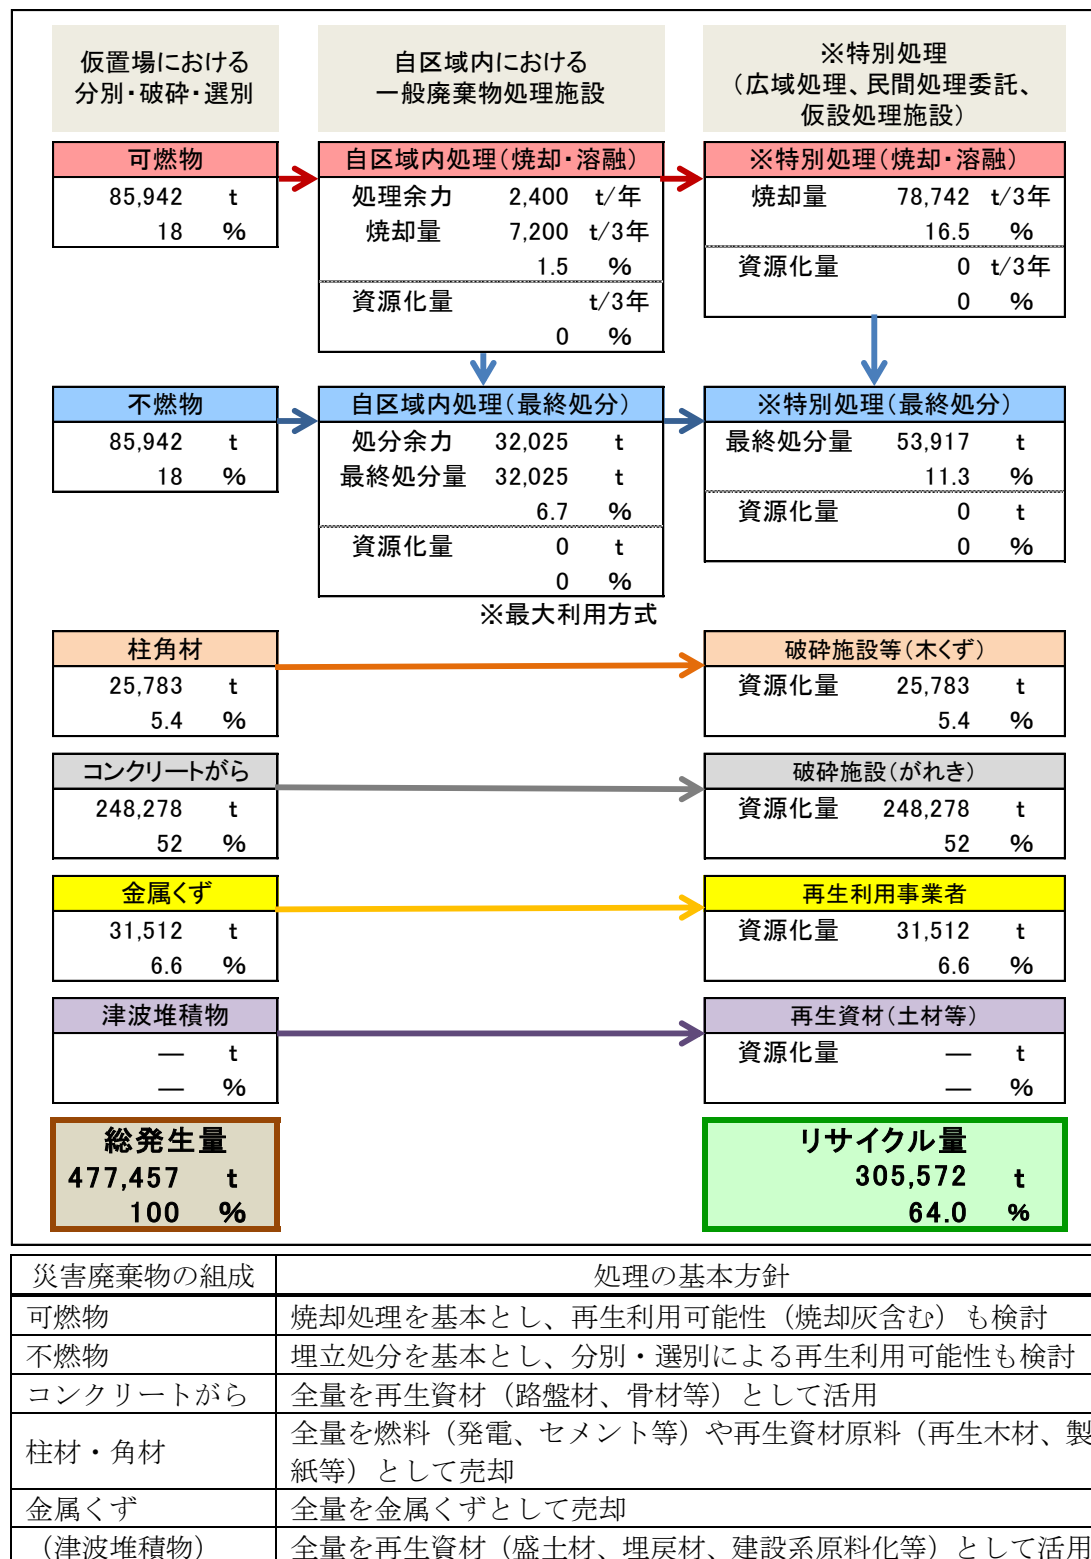 仮置場における
分別・破砕・選別
自区域内における
一般廃棄物処理施設
※特別処理
（広域処理、民間処理委託、
仮設処理施設）
可燃物
85,942 t
18 %
自区域内処理（焼却・溶融）
処理余力 2,400 t/年
焼却量 7,200 t/3年
1.5 %
資源化量 t/3年
0 %
※特別処理（焼却・溶融）
焼却量 78,742 t/3年
16.5 %
資源化量 0 t/3年
0 %
不燃物
85,942 t
18 %
自区域内処理（最終処分）
処分余力 32,025 t
最終処分量 32,025 t
6.7 %
資源化量 0 t
0 %
※最大利用方式
※特別処理（最終処分）
最終処分量 53,917 t
11.3 %
資源化量 0 t
0 %
柱角材
25,783 t
5.4 %
破砕施設等（木くず）
資源化量 25,783 t
5.4 %
コンクリートがら
248,278 t
52 %
破砕施設（がれき）
資源化量 248,278 t
52 %
金属くず
31,512 t
6.6 %
再生利用事業者
資源化量 31,512 t
6.6 %
津波堆積物
― t
― %
再生資材（土材等）
資源化量 ― t
― %
総発生量
477,457 t
100 %
リサイクル量
305,572 t
64.0 %
災害廃棄物の組成 処理の基本方針
可燃物 焼却処理を基本とし、再生利用可能性（焼却灰含む）も検討
不燃物 埋立処分を基本とし、分別・選別による再生利用可能性も検討
コンクリートがら 全量を再生資材（路盤材、骨材等）として活用
柱材・角材 全量を燃料（発電、セメント等）や再生資材原料（再生木材、製
紙等）として売却
金属くず 全量を金属くずとして売却
（津波堆積物） 全量を再生資材（盛土材、埋戻材、建設系原料化等）として活用